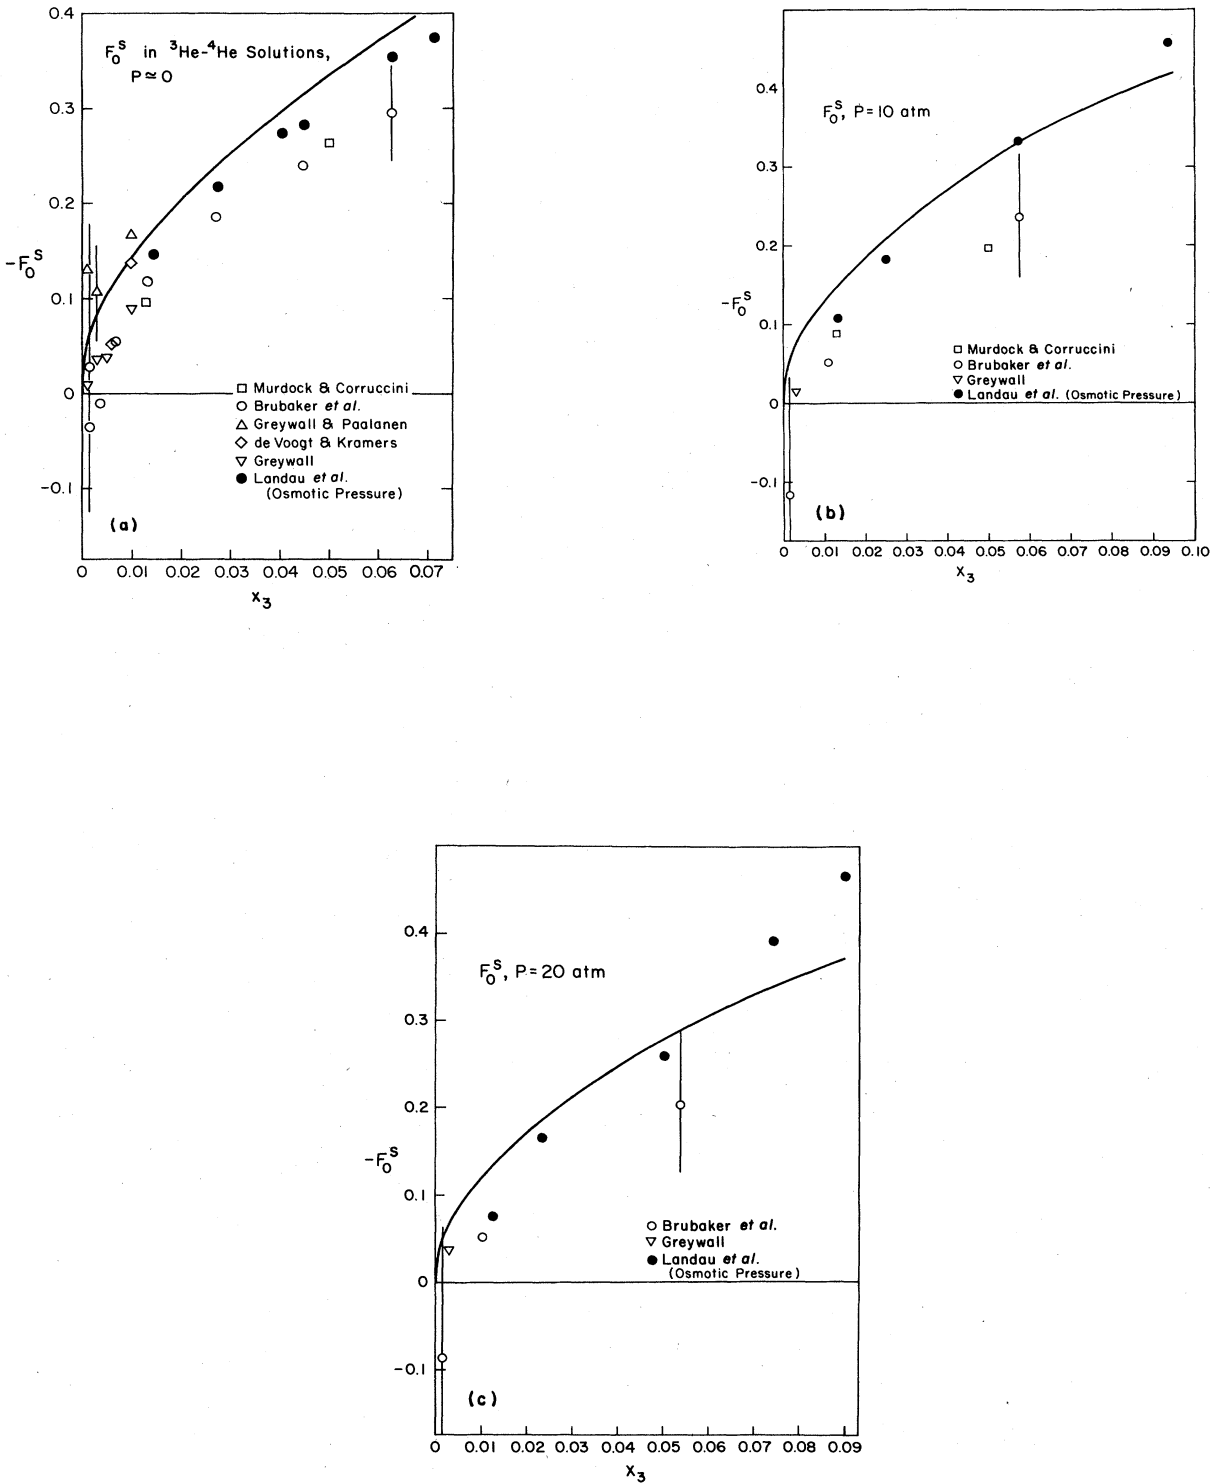 0.4
F₀ˢ in ³He-⁴He Solutions,
P≃0
0.3
0.2
-F₀ˢ
0.1
0
□ Murdock & Corruccini
○ Brubaker et al.
△ Greywall & Paalanen
◇ de Voogt & Kramers
▽ Greywall
● Landau et al.
(Osmotic Pressure)
-0.1
(a)
0 0.01 0.02 0.03 0.04 0.05 0.06 0.07
x₃
0.4
F₀ˢ, P=10 atm
0.3
0.2
-F₀ˢ
0.1
□ Murdock & Corruccini
○ Brubaker et al.
▽ Greywall
● Landau et al. (Osmotic Pressure)
0
-0.1
(b)
0 0.01 0.02 0.03 0.04 0.05 0.06 0.07 0.08 0.09 0.10
x₃
0.4
F₀ˢ, P=20 atm
0.3
0.2
-F₀ˢ
0.1
○ Brubaker et al.
▽ Greywall
● Landau et al.
(Osmotic Pressure)
0
-0.1
(c)
0 0.01 0.02 0.03 0.04 0.05 0.06 0.07 0.08 0.09
x₃